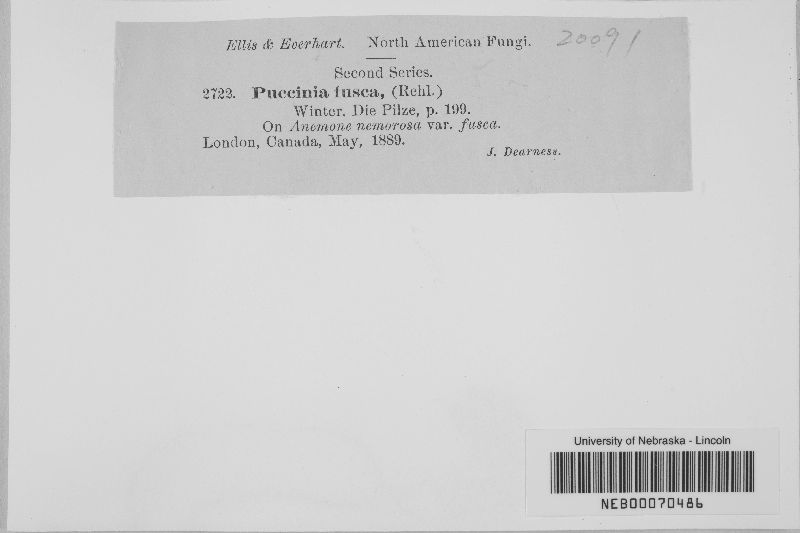 Ellis & Everhart. North American Fungi. 20091
Second Series.
2722. Puccinia fusca, (Rehl.)
Winter. Die Pilze, p. 199.
On Anemone nemorosa var. fusca.
London, Canada, May, 1889.
J. Dearness.
University of Nebraska - Lincoln
NEB00070486